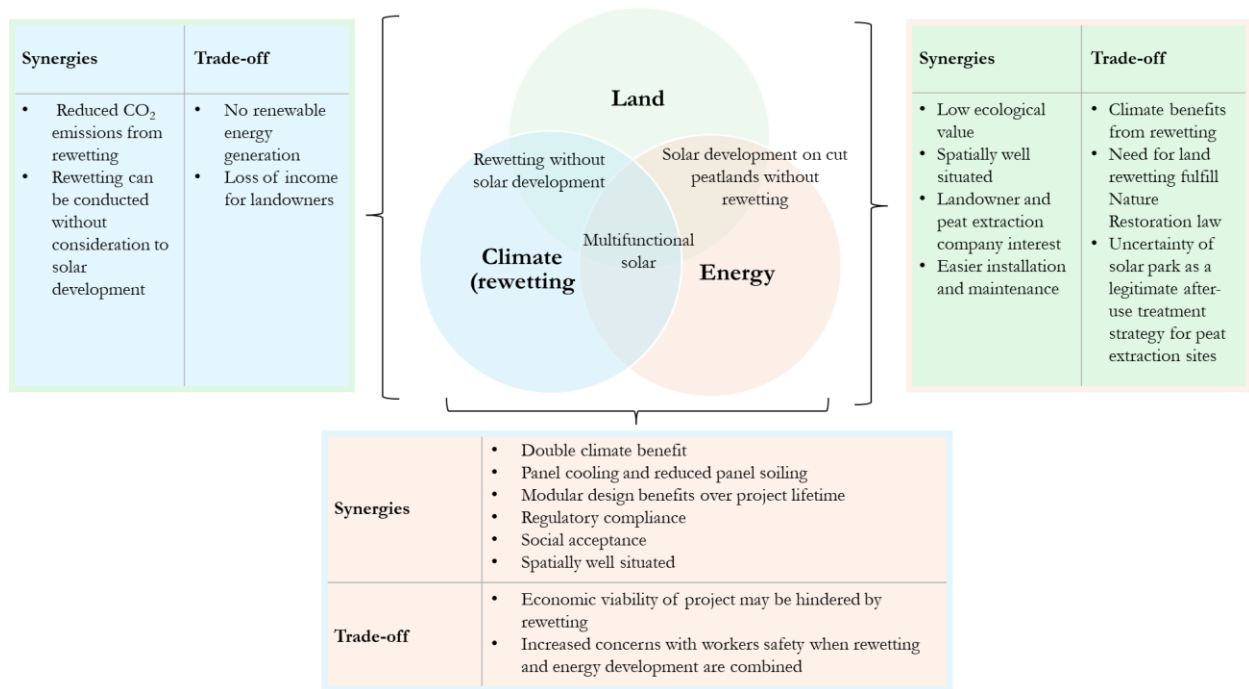 Synergies
Trade-off
• Reduced CO₂
emissions from
rewetting
• Rewetting can
be conducted
without
consideration to
solar
development
• No renewable
energy
generation
• Loss of income
for landowners
Land
Rewetting without
solar development
Solar development on cut
peatlands without
rewetting
Multifunctional
solar
Climate
(rewetting
Energy
Synergies
Trade-off
• Low ecological
value
• Spatially well
situated
• Landowner and
peat extraction
company interest
• Easier installation
and maintenance
• Climate benefits
from rewetting
• Need for land
rewetting fulfill
Nature
Restoration law
• Uncertainty of
solar park as a
legitimate after-
use treatment
strategy for peat
extraction sites
Synergies
• Double climate benefit
• Panel cooling and reduced panel soiling
• Modular design benefits over project lifetime
• Regulatory compliance
• Social acceptance
• Spatially well situated
Trade-off
• Economic viability of project may be hindered by
rewetting
• Increased concerns with workers safety when rewetting
and energy development are combined